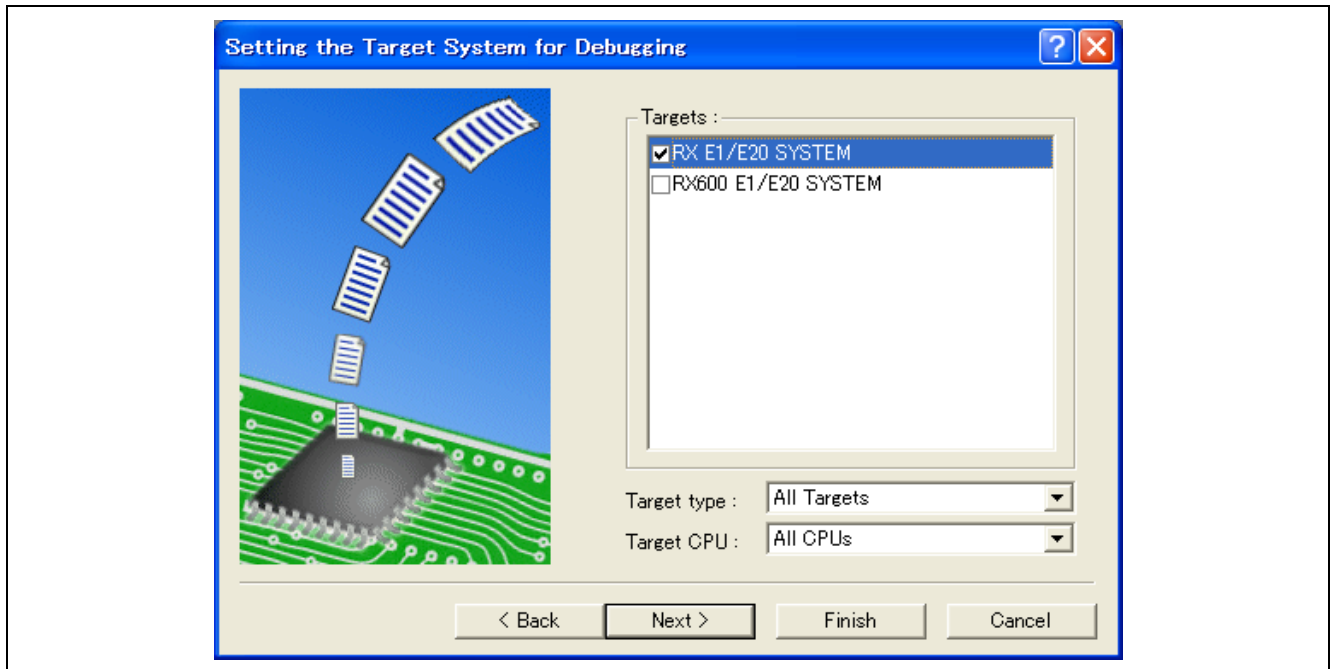 Setting the Target System for Debugging
Targets :
RX E1/E20 SYSTEM
RX600 E1/E20 SYSTEM
Target type : All Targets
Target CPU : All CPUs
< Back Next > Finish Cancel